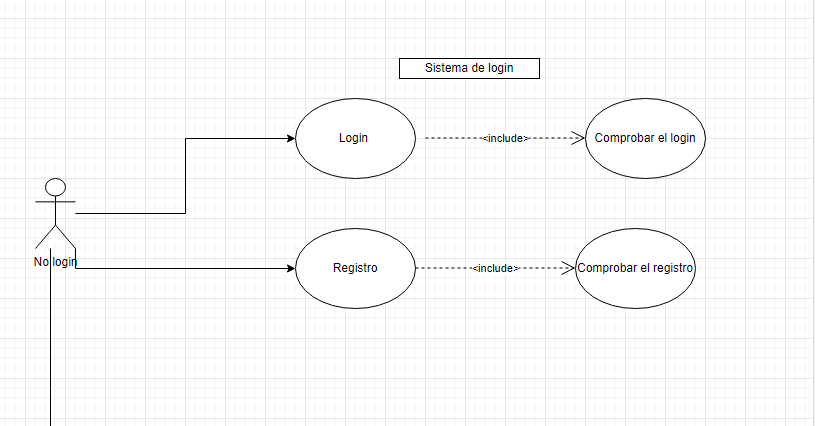 Sistema de login
Login
<include>
Comprobar el login
No login
Registro
<include>
Comprobar el registro